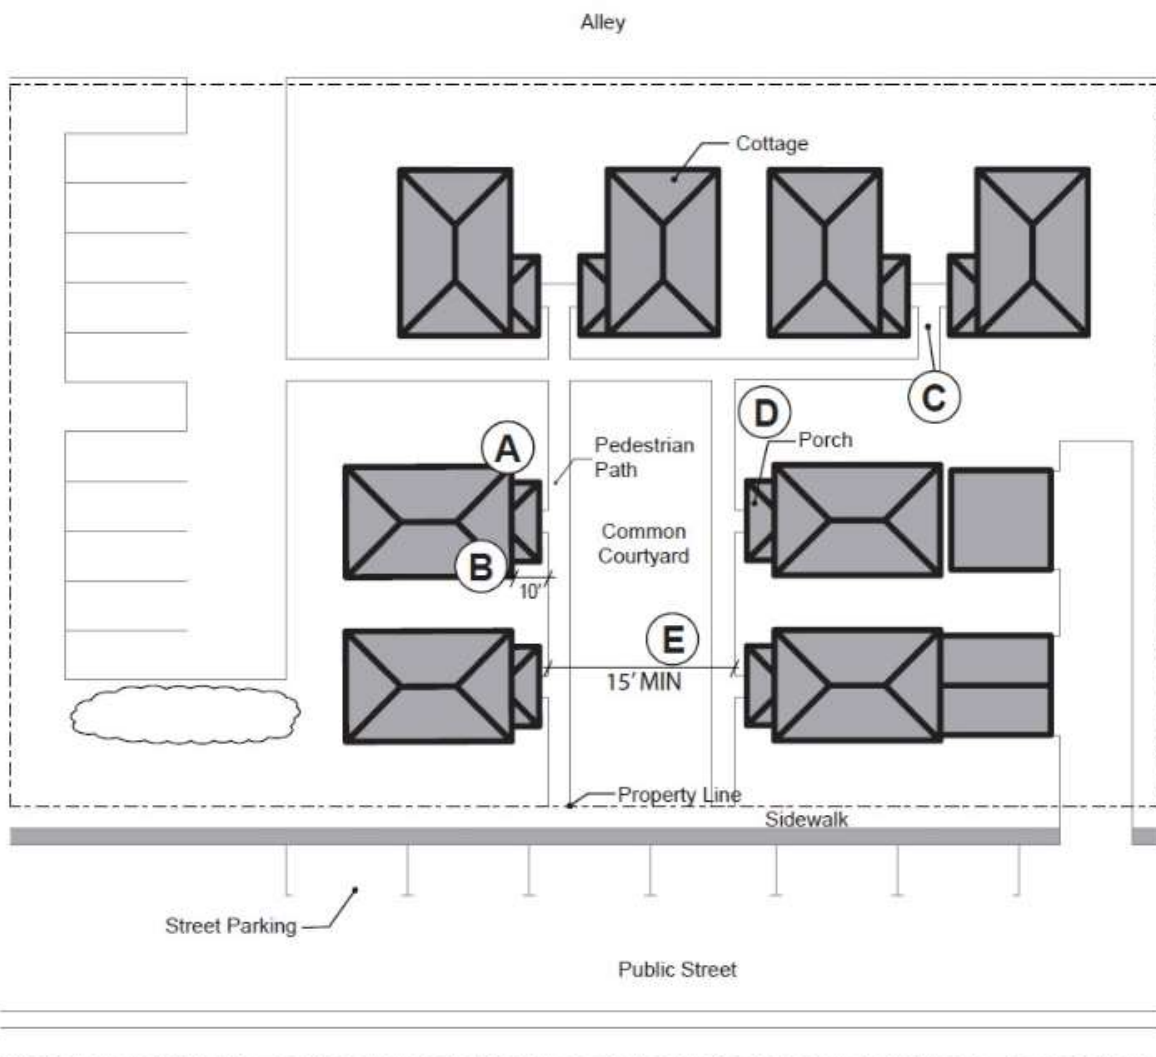 Alley
Cottage
C
D
A
Pedestrian
Path
Porch
Common
Courtyard
B
10'
E
15' MIN
Property Line
Sidewalk
Street Parking
Public Street